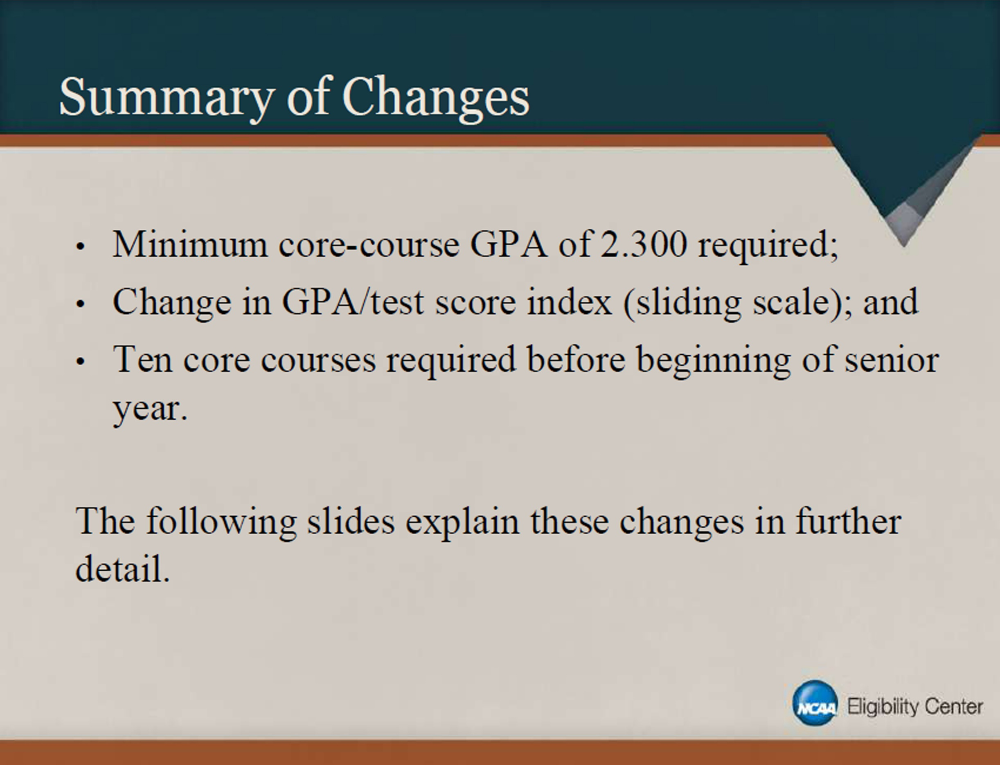 Summary of Changes
• Minimum core-course GPA of 2.300 required;
• Change in GPA/test score index (sliding scale); and
• Ten core courses required before beginning of senior
year.
The following slides explain these changes in further
detail.
NCAA Eligibility Center